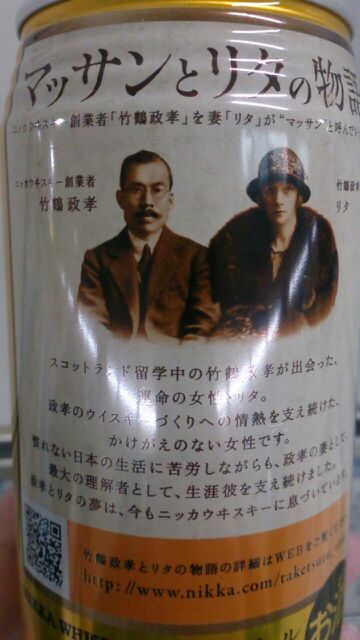 マッサンとリタの物語
ニッカウヰスキー創業者「竹鶴政孝」を妻「リタ」が“マッサン”と呼んでい
ニッカウヰスキー創業者
竹鶴政孝
竹鶴
リタ
スコットランド留学中の竹鶴政孝が出会った、
運命の女性・リタ。
政孝のウイスキーづくりへの情熱を支え続けた、
かけがえのない女性です。
慣れない日本の生活に苦労しながらも、政孝の妻として、
最大の理解者として、生涯彼を支え続けました。
政孝とリタの夢は、今もニッカウヰスキーに息づいています。
竹鶴政孝とリタの物語の詳細はWEBをご覧くださ
http://www.nikka.com/taketsuru
NIKKA WHIS